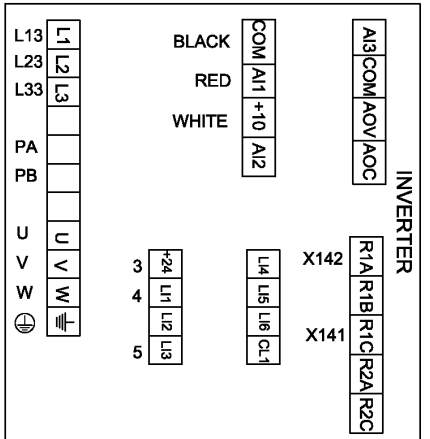 L13 L1
L23 L2
L33 L3
PA
PB
U U
V V
W W
BLACK COM
RED AI1
WHITE +10
AI2
AI3
COM
AOV
AOC
INVERTER
3 +24
4 LI1
LI2
5 LI3
LI4
LI5
LI6
CL1
X142 R1A
R1B
X141 R1C
R2A
R2C